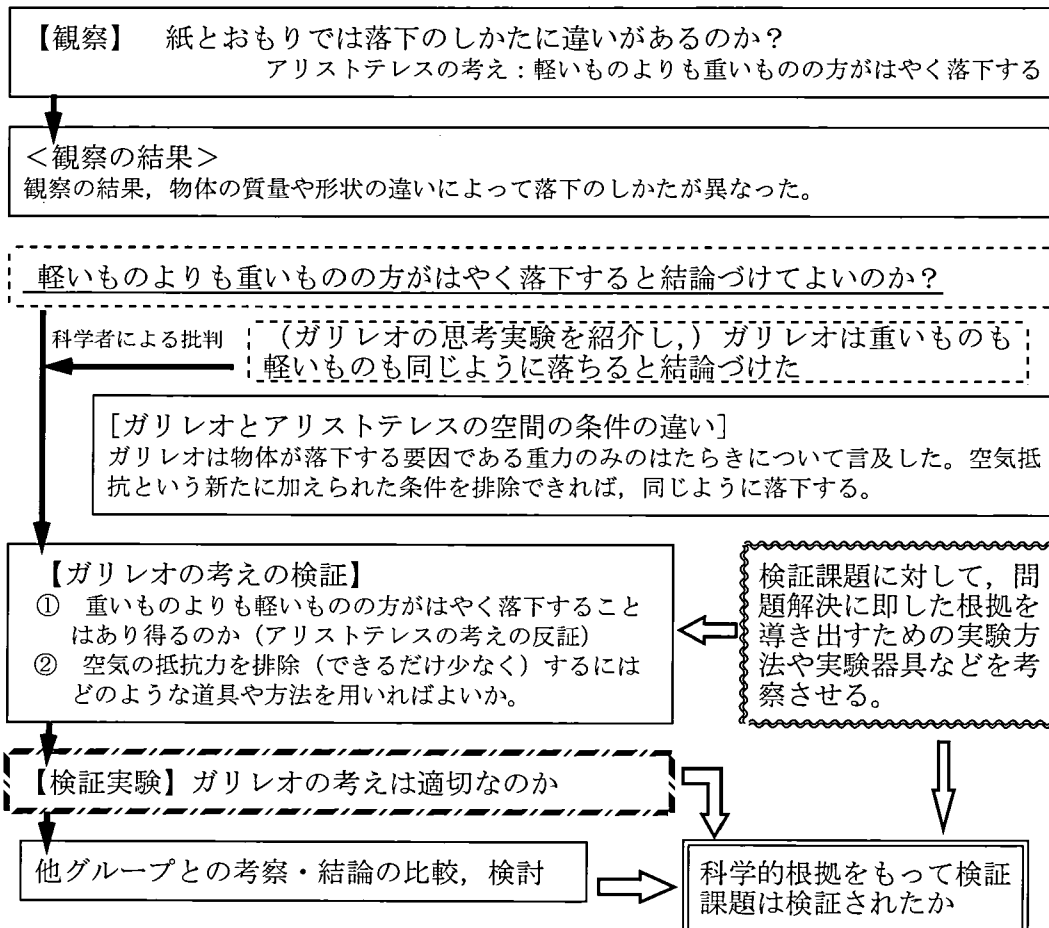 【観察】 紙とおもりでは落下のしかたに違いがあるのか？
アリストテレスの考え：軽いものよりも重いものの方がはやく落下する
＜観察の結果＞
観察の結果，物体の質量や形状の違いによって落下のしかたが異なった。
軽いものよりも重いものの方がはやく落下すると結論づけてよいのか？
科学者による批判
（ガリレオの思考実験を紹介し，）ガリレオは重いものも
軽いものも同じように落ちると結論づけた
［ガリレオとアリストテレスの空間の条件の違い］
ガリレオは物体が落下する要因である重力のみのはたらきについて言及した。空気抵
抗という新たに加えられた条件を排除できれば，同じように落下する。
【ガリレオの考えの検証】
① 重いものよりも軽いものの方がはやく落下すること
はあり得るのか（アリストテレスの考えの反証）
② 空気の抵抗力を排除（できるだけ少なく）するには
どのような道具や方法を用いればよいか。
検証課題に対して，問
題解決に即した根拠を
導き出すための実験方
法や実験器具などを考
察させる。
【検証実験】ガリレオの考えは適切なのか
他グループとの考察・結論の比較，検討
科学的根拠をもって検証
課題は検証されたか